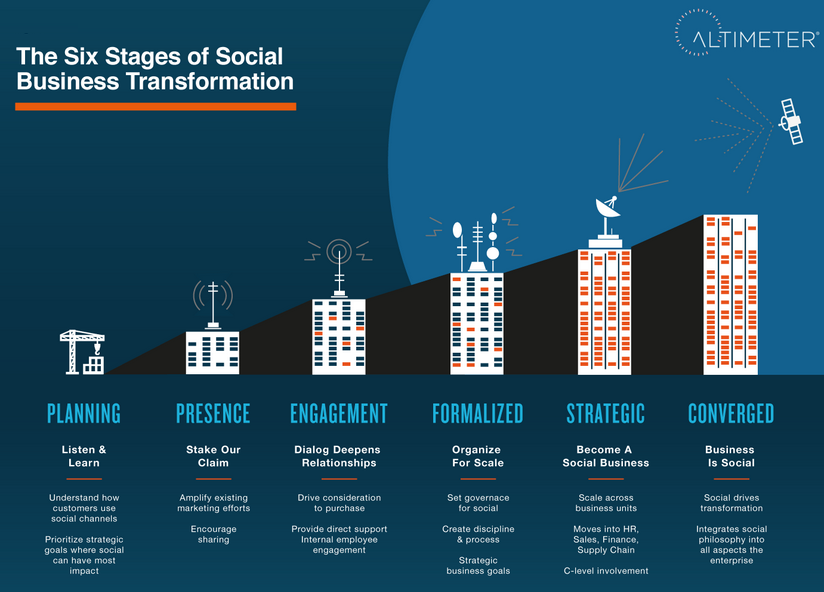 The Six Stages of Social
Business Transformation
ALTIMETER®
PLANNING
Listen &
Learn
Understand how
customers use
social channels
Prioritize strategic
goals where social
can have most
impact
PRESENCE
Stake Our
Claim
Amplify existing
marketing efforts
Encourage
sharing
ENGAGEMENT
Dialog Deepens
Relationships
Drive consideration
to purchase
Provide direct support
Internal employee
engagement
FORMALIZED
Organize
For Scale
Set governace
for social
Create discipline
& process
Strategic
business goals
STRATEGIC
Become A
Social Business
Scale across
business units
Moves into HR,
Sales, Finance,
Supply Chain
C-level involvement
CONVERGED
Business
Is Social
Social drives
transformation
Integrates social
philosophy into
all aspects the
enterprise